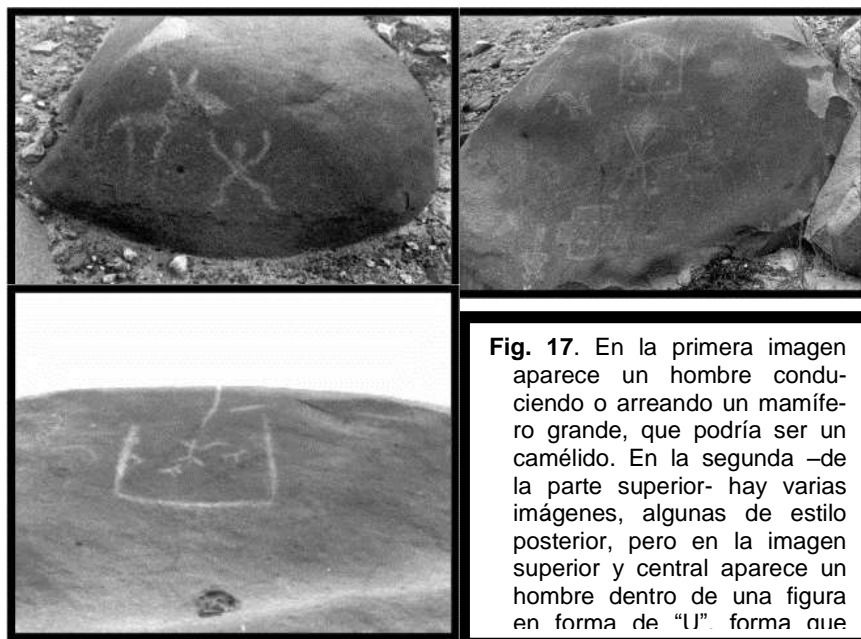 Fig. 17. En la primera imagen
aparece un hombre condu-
ciendo o arreando un mamífe-
ro grande, que podría ser un
camélido. En la segunda –de
la parte superior- hay varias
imágenes, algunas de estilo
posterior, pero en la imagen
superior y central aparece un
hombre dentro de una figura
en forma de “U”, forma que